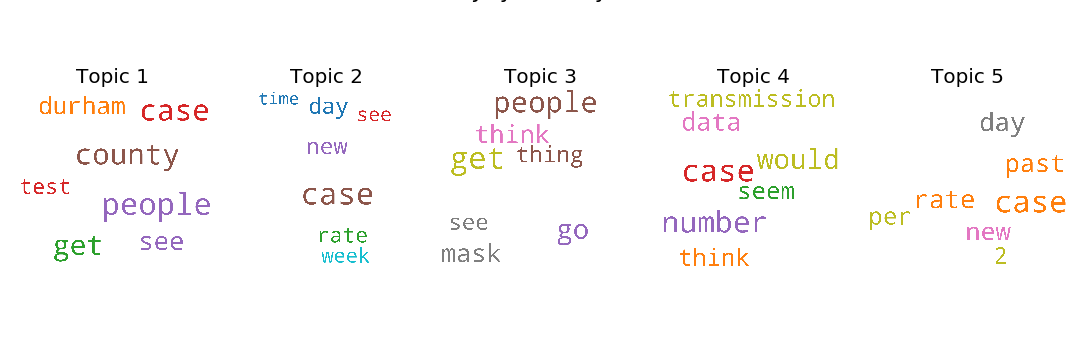 Topic 1
durham case
county
test
people
get see
Topic 2
time day see
new
case
rate
week
Topic 3
people
think
get thing
see
go
mask
Topic 4
transmission
data
case would
seem
number
think
Topic 5
day
past
rate case
per
new
2